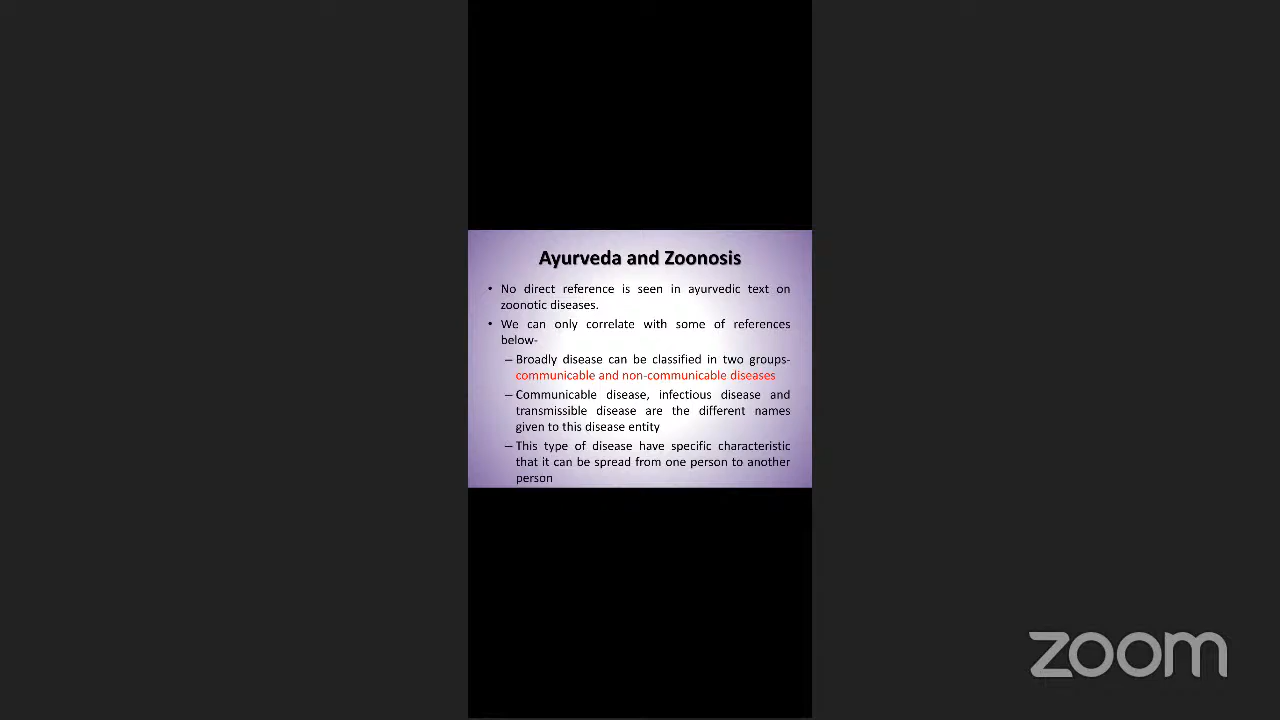 Ayurveda and Zoonosis
• No direct reference is seen in ayurvedic text on
zoonotic diseases.
• We can only correlate with some of references
below-
– Broadly disease can be classified in two groups-
communicable and non-communicable diseases
– Communicable disease, infectious disease and
transmissible disease are the different names
given to this disease entity
– This type of disease have specific characteristic
that it can be spread from one person to another
person
zoom